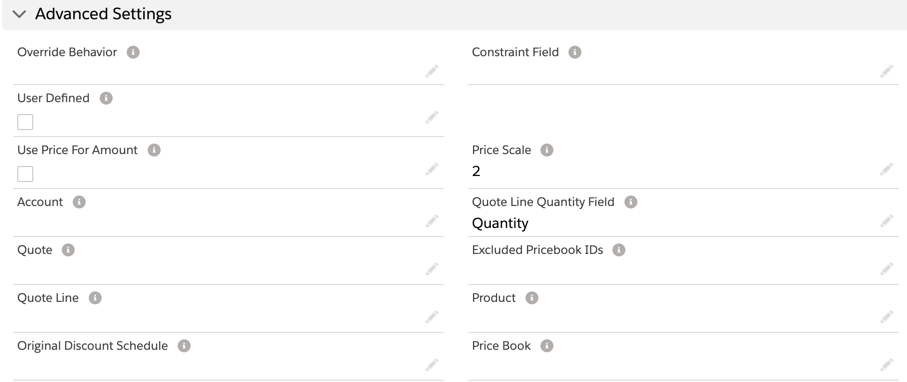 Advanced Settings
Override Behavior
Constraint Field
User Defined
Use Price For Amount
Price Scale
2
Account
Quote Line Quantity Field
Quantity
Quote
Excluded Pricebook IDs
Quote Line
Product
Original Discount Schedule
Price Book